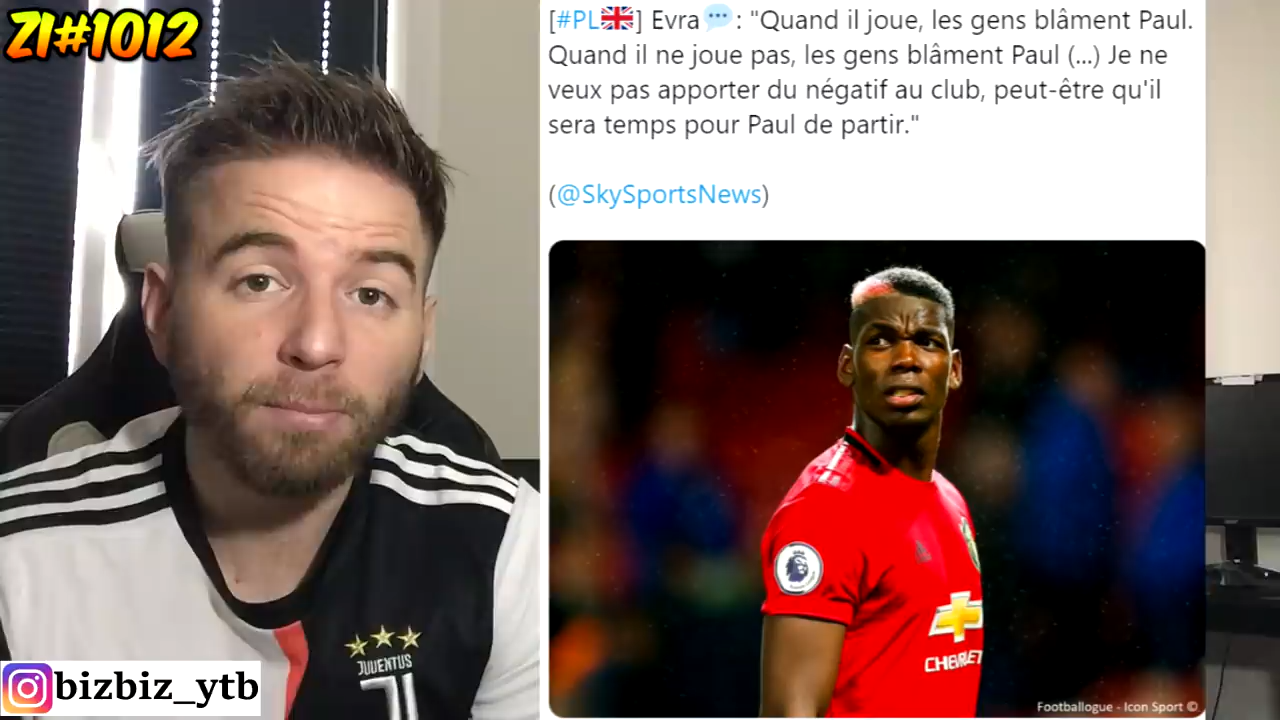 ZI#1012
[#PL🇬🇧] Evra💬: "Quand il joue, les gens blâment Paul.
Quand il ne joue pas, les gens blâment Paul (...) Je ne
veux pas apporter du négatif au club, peut-être qu'il
sera temps pour Paul de partir."
(@SkySportsNews)
JUVENTUS
CHEVROLET
Footballogue - Icon Sport ©
bizbiz_ytb